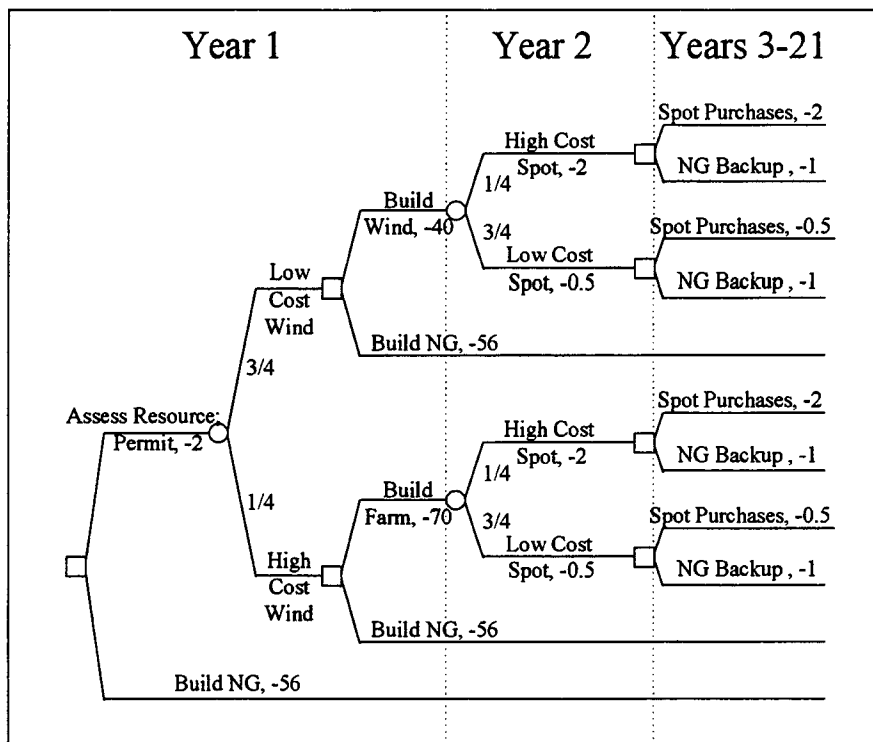 Year 1
Year 2
Years 3-21
Spot Purchases, -2
High Cost
Spot, -2
NG Backup , -1
1/4
Build
Wind, -40
3/4
Spot Purchases, -0.5
Low Cost
Spot, -0.5
NG Backup , -1
Low
Cost
Wind
Build NG, -56
3/4
Assess Resource;
Permit, -2
Spot Purchases, -2
High Cost
Spot, -2
NG Backup , -1
1/4
1/4
Build
Farm, -70
3/4
Spot Purchases, -0.5
Low Cost
Spot, -0.5
NG Backup , -1
High
Cost
Wind
Build NG, -56
Build NG, -56